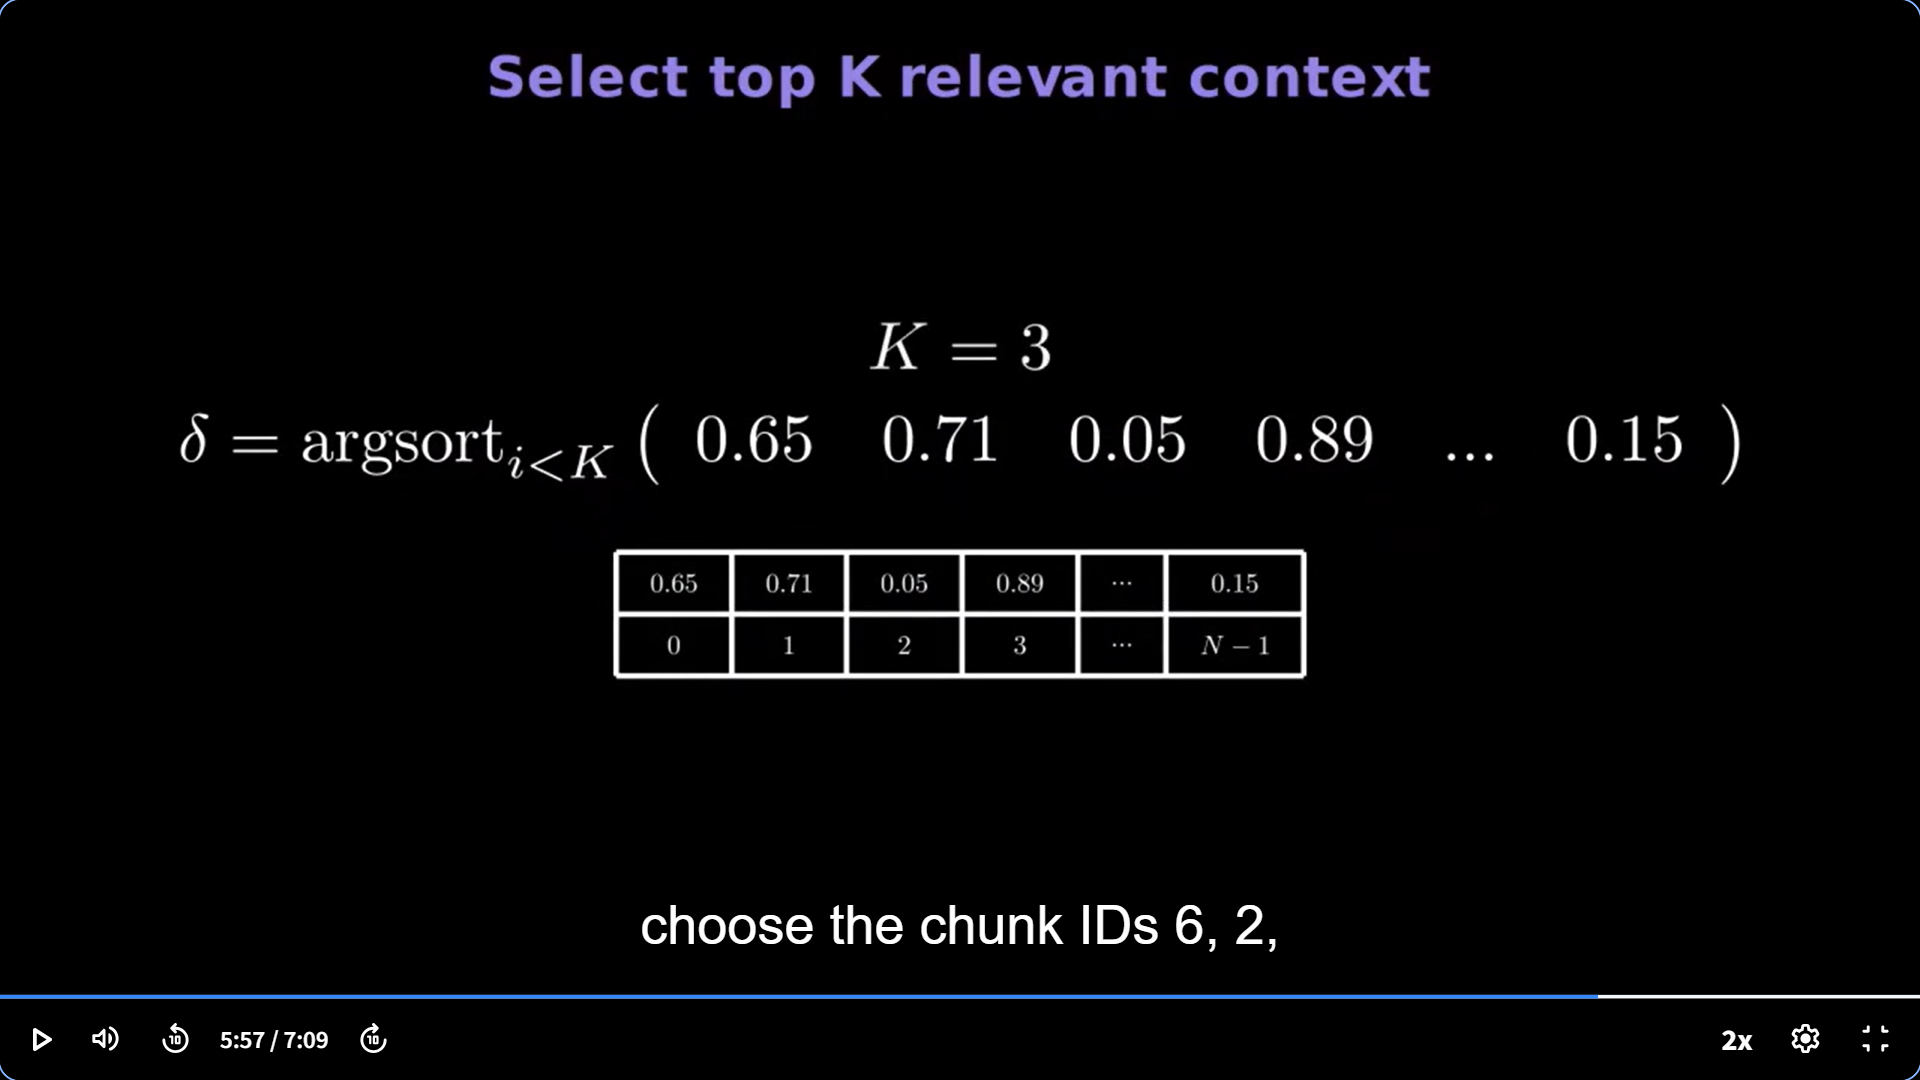 Select top K relevant context
K = 3
δ = argsort_{i<K} ( 0.65 0.71 0.05 0.89 ... 0.15 )
0.65 0.71 0.05 0.89 ... 0.15
0 1 2 3 ... N − 1
choose the chunk IDs 6, 2,
10 5:57 / 7:09 10 2x